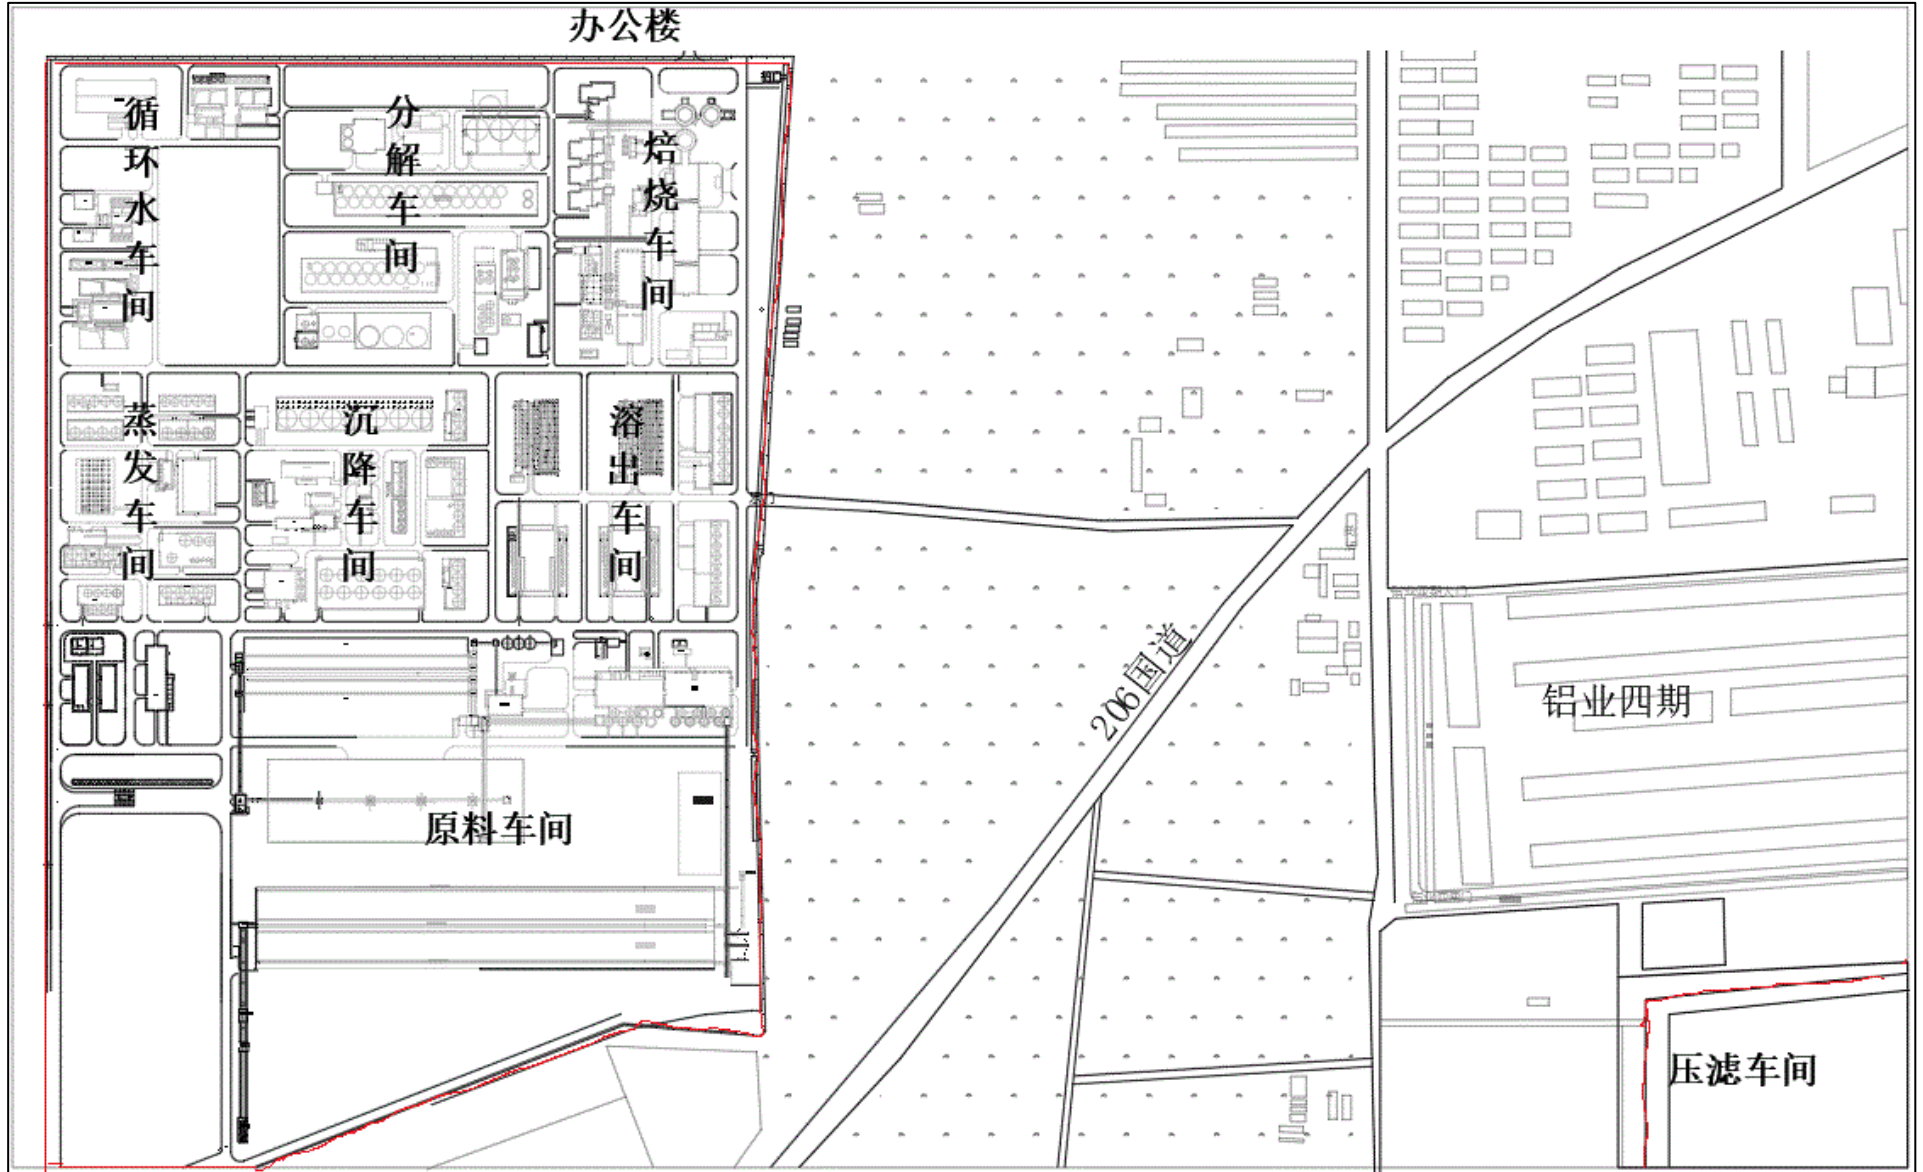 办公楼
循环水车间
分解车间
焙烧车间
蒸发车间
沉降车间
溶出车间
206国道
铝业四期
原料车间
压滤车间